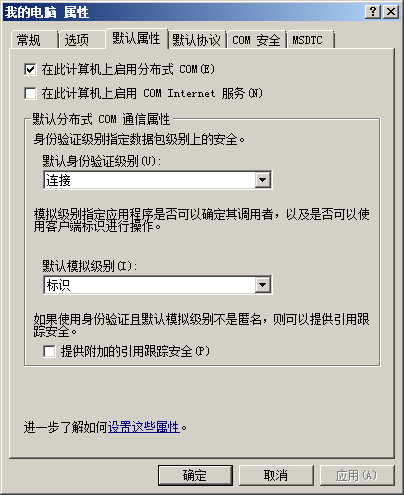 我的电脑 属性
常规 选项 默认属性 默认协议 COM 安全 MSDTC
在此计算机上启用分布式 COM(E)
在此计算机上启用 COM Internet 服务(N)
默认分布式 COM 通信属性
身份验证级别指定数据包级别上的安全。
默认身份验证级别(U):
连接
模拟级别指定应用程序是否可以确定其调用者，以及是否可以使
用客户端标识进行操作。
默认模拟级别(I):
标识
如果使用身份验证且默认模拟级别不是匿名，则可以提供引用跟
踪安全。
提供附加的引用跟踪安全(P)
进一步了解如何设置这些属性。
确定 取消 应用(A)